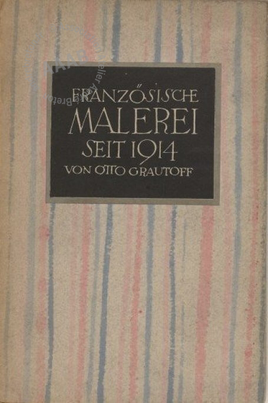 FRANZÖSISCHE
MALEREI
SEIT 1914
VON OTTO GRAUTOFF